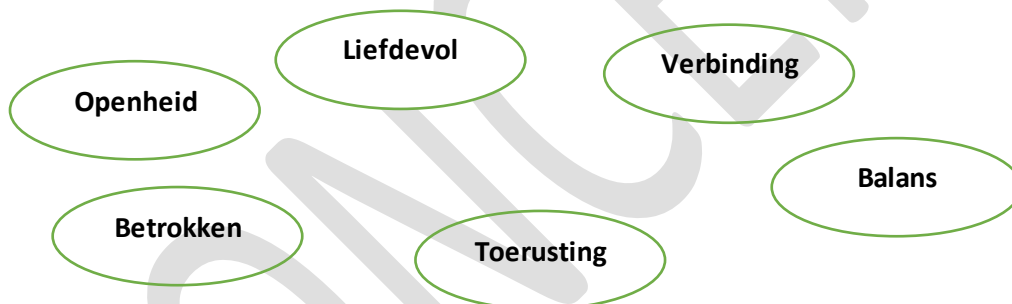 Liefdevol
Verbinding
Openheid
Balans
Betrokken
Toerusting